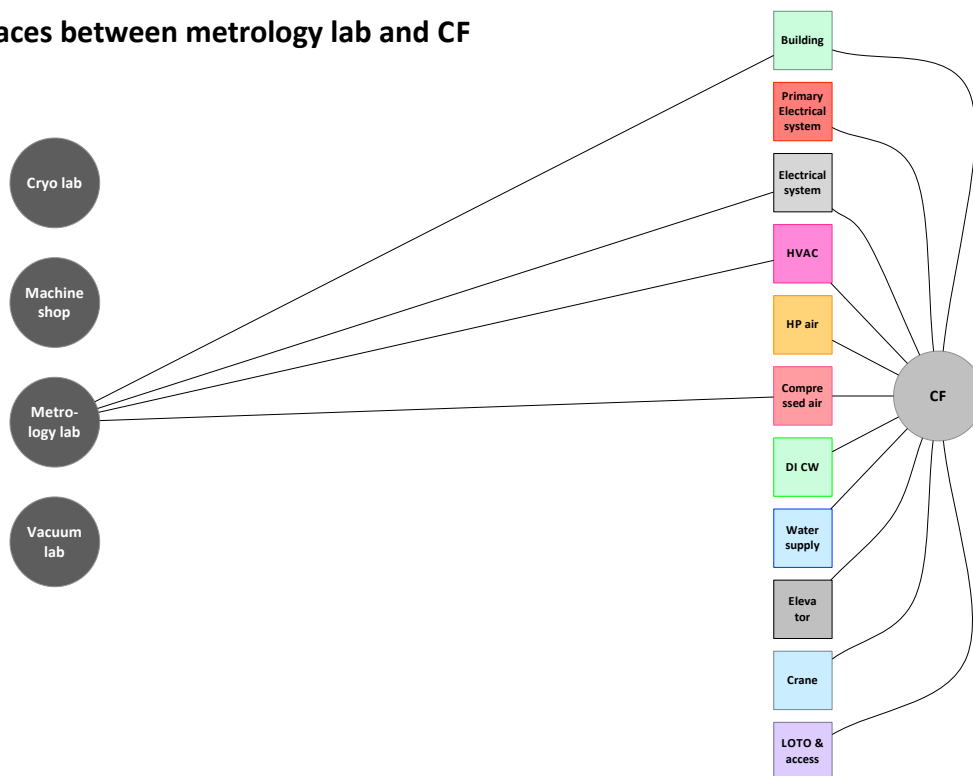 aces between metrology lab and CF
Cryo lab
Machine
shop
Metro-
logy lab
Vacuum
lab
Building
Primary
Electrical
system
Electrical
system
HVAC
HP air
Compre
ssed air
DI CW
Water
supply
Eleva
tor
Crane
LOTO &
access
CF